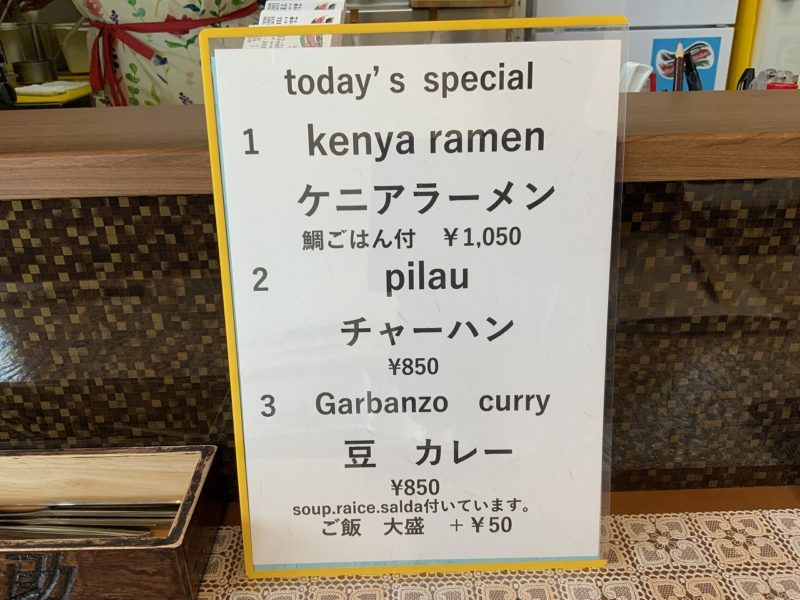 today's special
1 kenya ramen
ケニアラーメン
鯛ごはん付 ￥1,050
2 pilau
チャーハン
¥850
3 Garbanzo curry
豆 カレー
¥850
soup.raice.salda付いています。
ご飯 大盛 ＋￥50
助